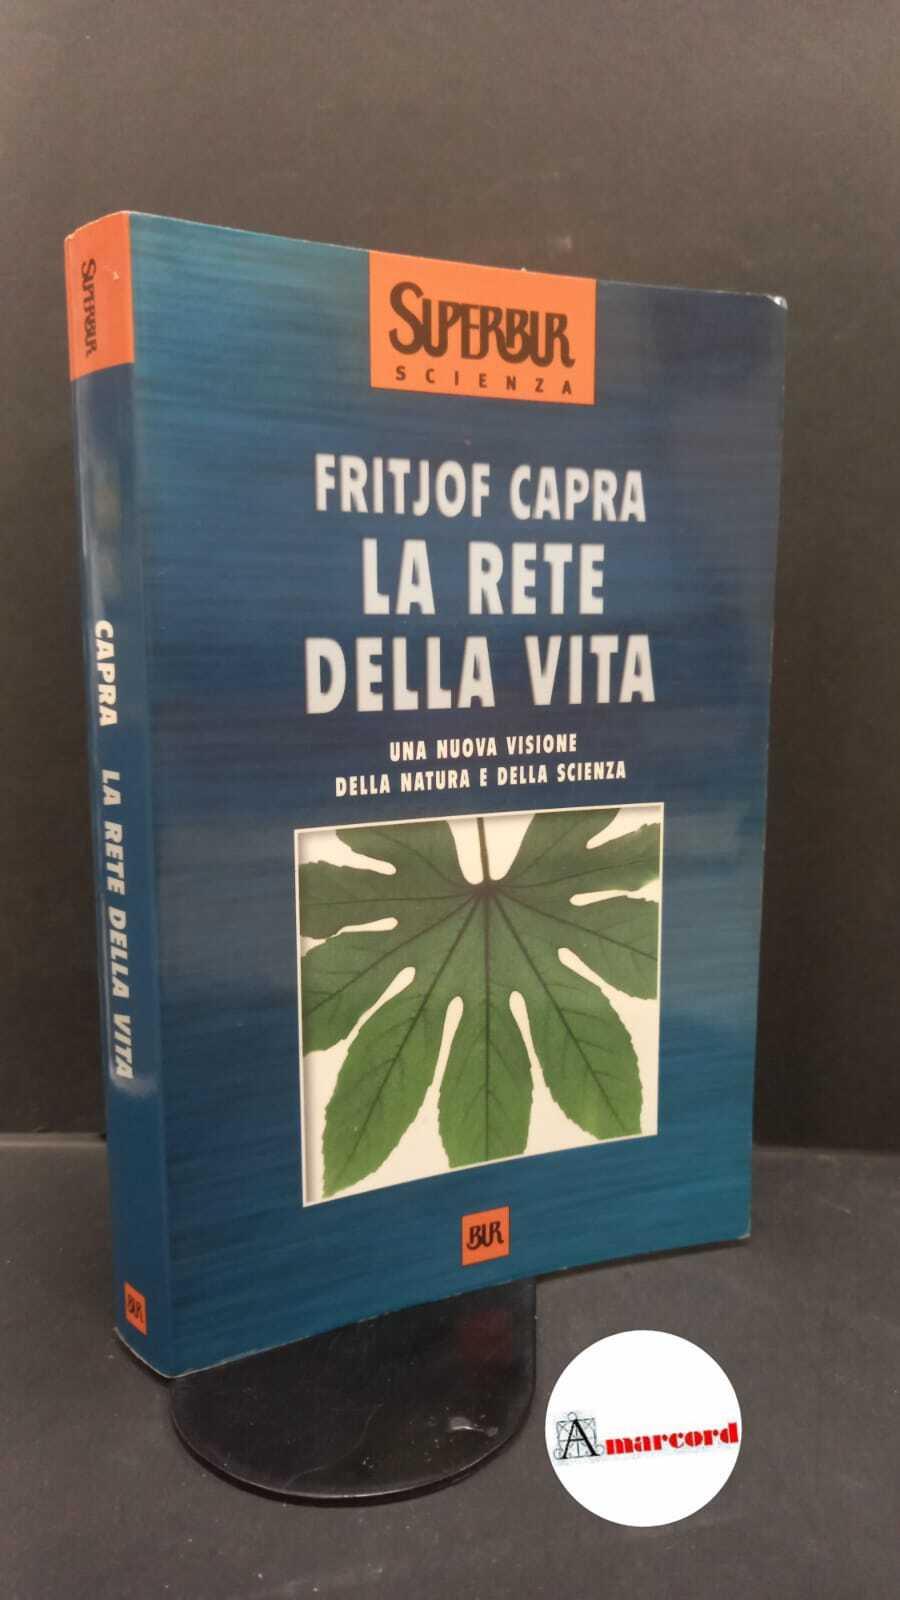 SUPERBUR
SCIENZA
FRITJOF CAPRA
LA RETE
DELLA VITA
UNA NUOVA VISIONE
DELLA NATURA E DELLA SCIENZA
BUR
SUPERBUR
CAPRA LA RETE DELLA VITA
BUR
Amarcord